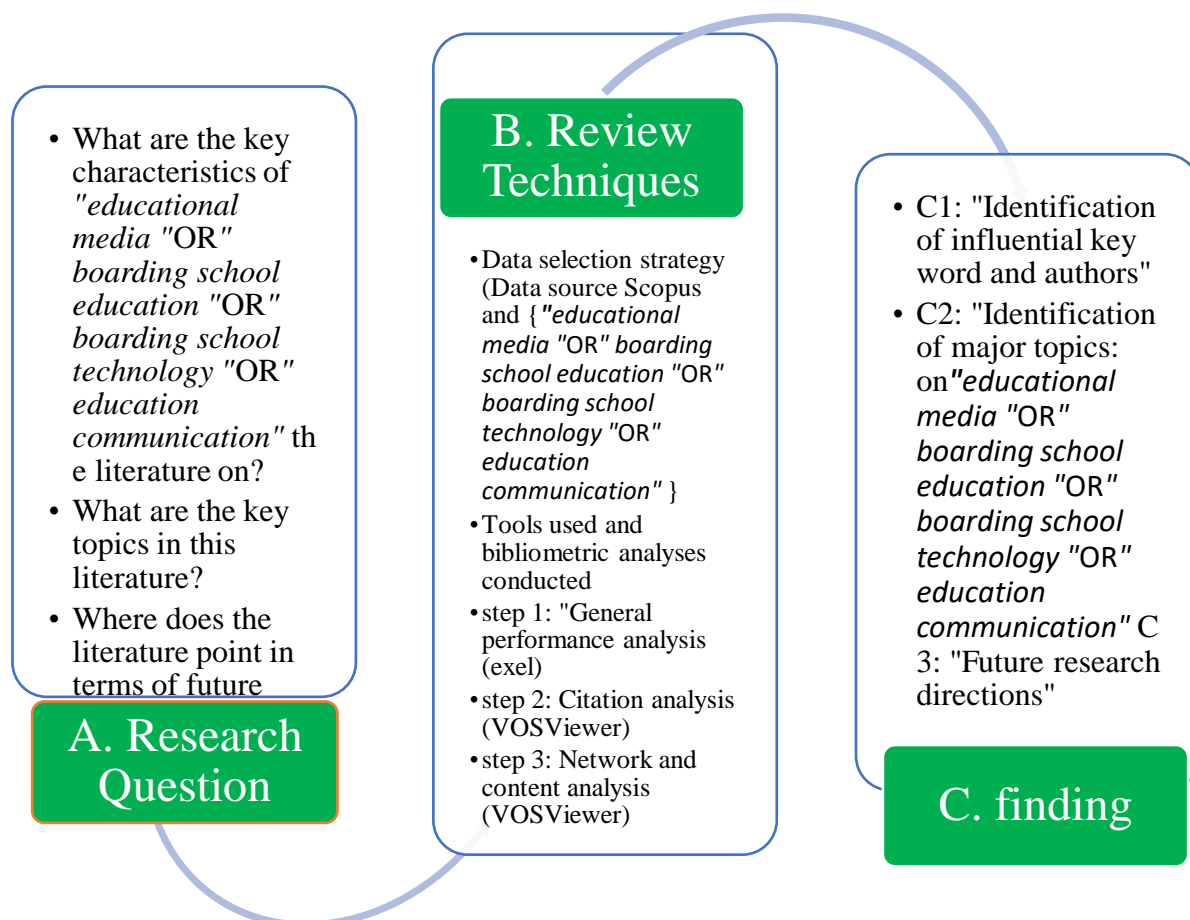 • What are the key
characteristics of
"educational
media "OR"
boarding school
education "OR"
boarding school
technology "OR"
education
communication" th
e literature on?
• What are the key
topics in this
literature?
• Where does the
literature point in
terms of future
A. Research
Question
B. Review
Techniques
•Data selection strategy
(Data source Scopus
and {"educational
media "OR" boarding
school education "OR"
boarding school
technology "OR"
education
communication" }
•Tools used and
bibliometric analyses
conducted
•step 1: "General
performance analysis
(exel)
•step 2: Citation analysis
(VOSViewer)
•step 3: Network and
content analysis
(VOSViewer)
• C1: "Identification
of influential key
word and authors"
• C2: "Identification
of major topics:
on"educational
media "OR"
boarding school
education "OR"
boarding school
technology "OR"
education
communication" C
3: "Future research
directions"
C. finding